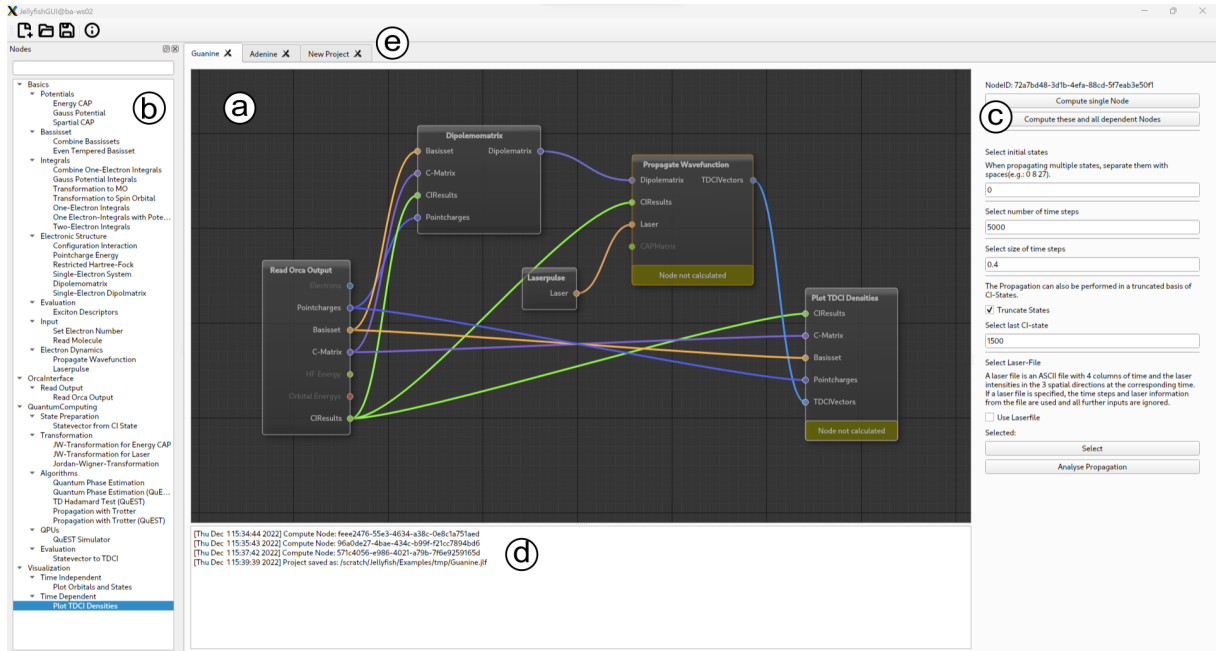 JellyfishGUI@ba-ws02
Nodes
Basics
Potentials
Energy CAP
Gauss Potential
Spartial CAP
Bassisset
Combine Bassissets
Even Tempered Basisset
Integrals
Combine One-Electron Integrals
Gauss Potential Integrals
Transformation to MO
Transformation to Spin Orbital
One-Electron Integrals
One Electron-Integrals with Pote...
Two-Electron Integrals
Electronic Structure
Configuration Interaction
Pointcharge Energy
Restricted Hartree-Fock
Single-Electron System
Dipolemomatrix
Single-Electron Dipolmatrix
Evaluation
Exciton Descriptors
Input
Set Electron Number
Read Molecule
Electron Dynamics
Propagate Wavefunction
Laserpulse
OrcaInterface
Read Output
Read Orca Output
QuantumComputing
State Preparation
Statevector from CI State
Transformation
JW-Transformation for Energy CAP
JW-Transformation for Laser
Jordan-Wigner-Transformation
Algorithms
Quantum Phase Estimation
Quantum Phase Estimation (QuE...
TD Hadamard Test (QuEST)
Propagation with Trotter
Propagation with Trotter (QuEST)
QPUs
QuEST Simulator
Evaluation
Statevector to TDCI
Visualization
Time Independent
Plot Orbitals and States
Time Dependent
Plot TDCI Densities
b
Guanine
Adenine
New Project
e
a
Dipolemomatrix
Basisset Dipolematrix
C-Matrix
CIResults
Pointcharges
Propagate Wavefunction
Dipolematrix TDCIVectors
CIResults
Laser
CAPMatrix
Node not calculated
Read Orca Output
Electrons
Pointcharges
Basisset
C-Matrix
HF Energy
Orbital Energys
CIResults
Laserpulse
Laser
Plot TDCI Densities
CIResults
C-Matrix
Basisset
Pointcharges
TDCIVectors
Node not calculated
[Thu Dec 1 15:34:44 2022] Compute Node: feee2476-55e3-4634-a38c-0e8c1a751aed
[Thu Dec 1 15:35:43 2022] Compute Node: 96a0de27-4bae-434c-b99f-f21cc7894bd6
[Thu Dec 1 15:37:42 2022] Compute Node: 571c4056-e986-4021-a79b-7f6e9259165d
[Thu Dec 1 15:39:39 2022] Project saved as: /scratch/Jellyfish/Examples/tmp/Guanine.jlf
d
NodeID: 72a7bd48-3d1b-4efa-88cd-5f7eab3e50f1
Compute single Node
c
Compute these and all dependent Nodes
Select initial states
When propagating multiple states, separate them with
spaces(e.g.: 0 8 27).
0
Select number of time steps
5000
Select size of time steps
0.4
The Propagation can also be performed in a truncated basis of
CI-States.
Truncate States
Select last CI-state
1500
Select Laser-File
A laser file is an ASCII file with 4 columns of time and the laser
intensities in the 3 spatial directions at the corresponding time.
If a laser file is specified, the time steps and laser information
from the file are used and all further inputs are ignored.
Use Laserfile
Selected:
Select
Analyse Propagation